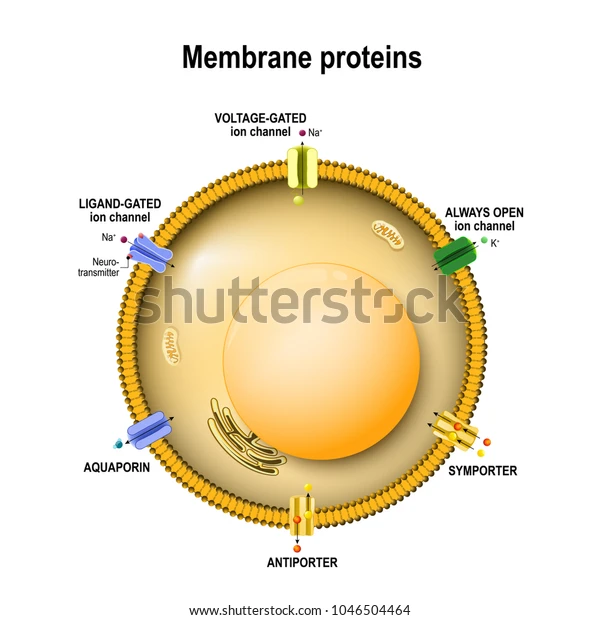 Membrane proteins
VOLTAGE-GATED
ion channel
Na⁺
LIGAND-GATED
ion channel
Na⁺
Neuro-
transmitter
ALWAYS OPEN
ion channel
K⁺
shutterstock
AQUAPORIN
SYMPORTER
ANTIPORTER
shutterstock.com · 1046504464